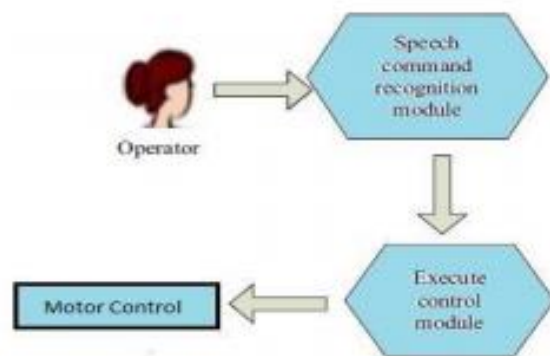 Speech
command
recognition
module
Operator
Execute
control
module
Motor Control